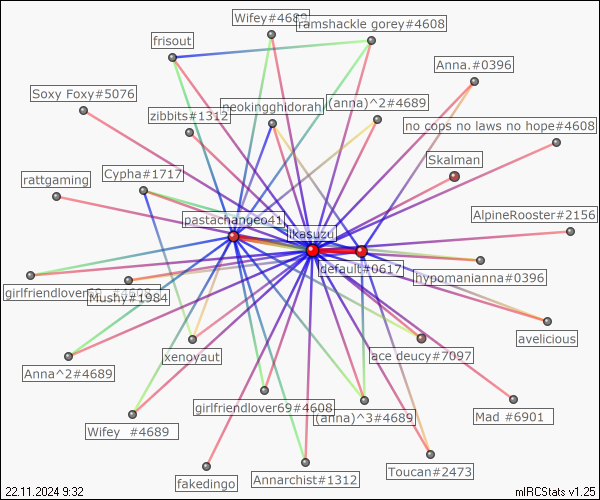 Wifey#4689
ramshackle gorey#4608
frisout
Anna.#0396
Soxy Foxy#5076
(anna)^2#4689
neokingghidorah
zibbits#1312
no cops no laws no hope#4608
Skalman
Cypha#1717
rattgaming
AlpineRooster#2156
pastachangeo41
ikasuzu
default#0617
hypomanianna#0396
girlfriendlover69
Mushy#1984
avelicious
xenoyaut
ace deucy#7097
Anna^2#4689
girlfriendlover69#4608
(anna)^3#4689
Mad #6901
Wifey #4689
Toucan#2473
fakedingo
Annarchist#1312
22.11.2024 9:32
mIRCStats v1.25